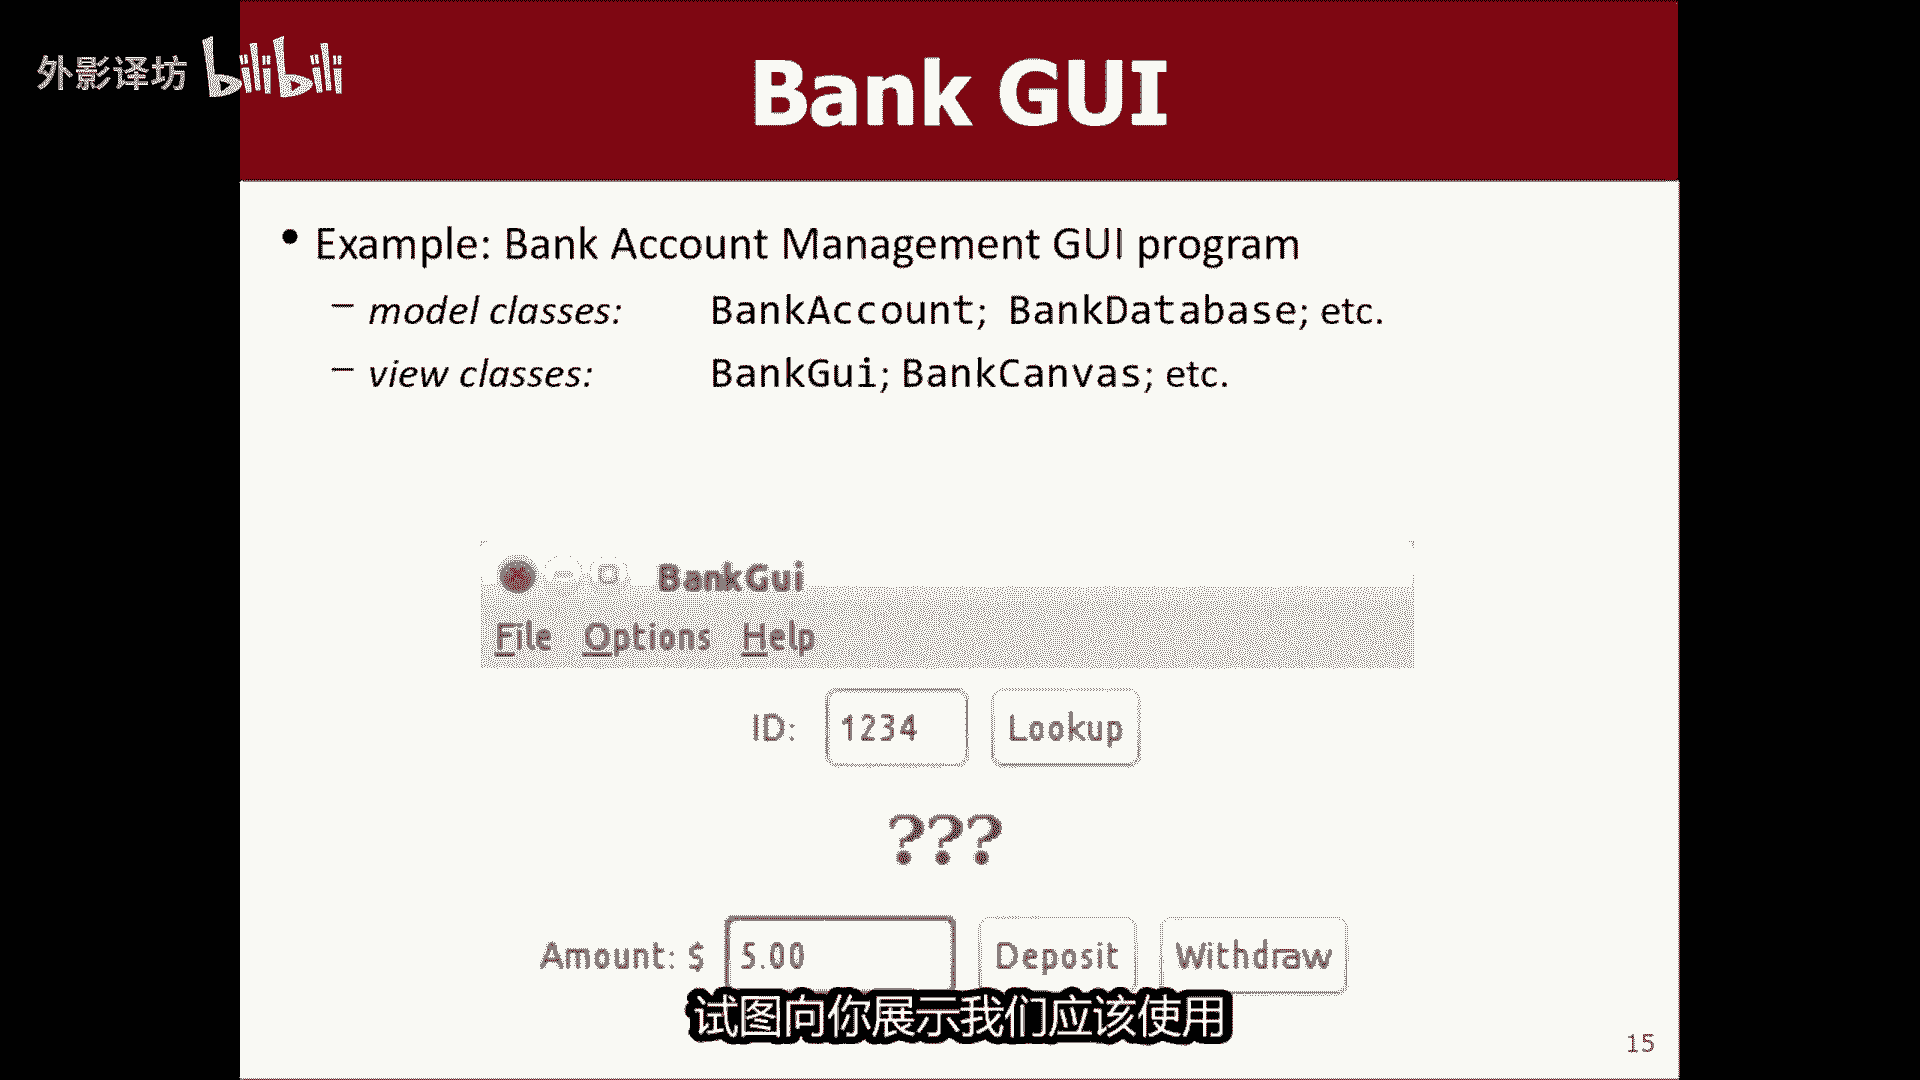 外影译坊 bilibili
Bank GUI
• Example: Bank Account Management GUI program
– model classes: BankAccount; BankDatabase; etc.
– view classes: BankGui; BankCanvas; etc.
BankGui
File Options Help
ID: 1234 Lookup
???
Amount: $ 5.00 Deposit Withdraw
试图向你展示我们应该使用
15